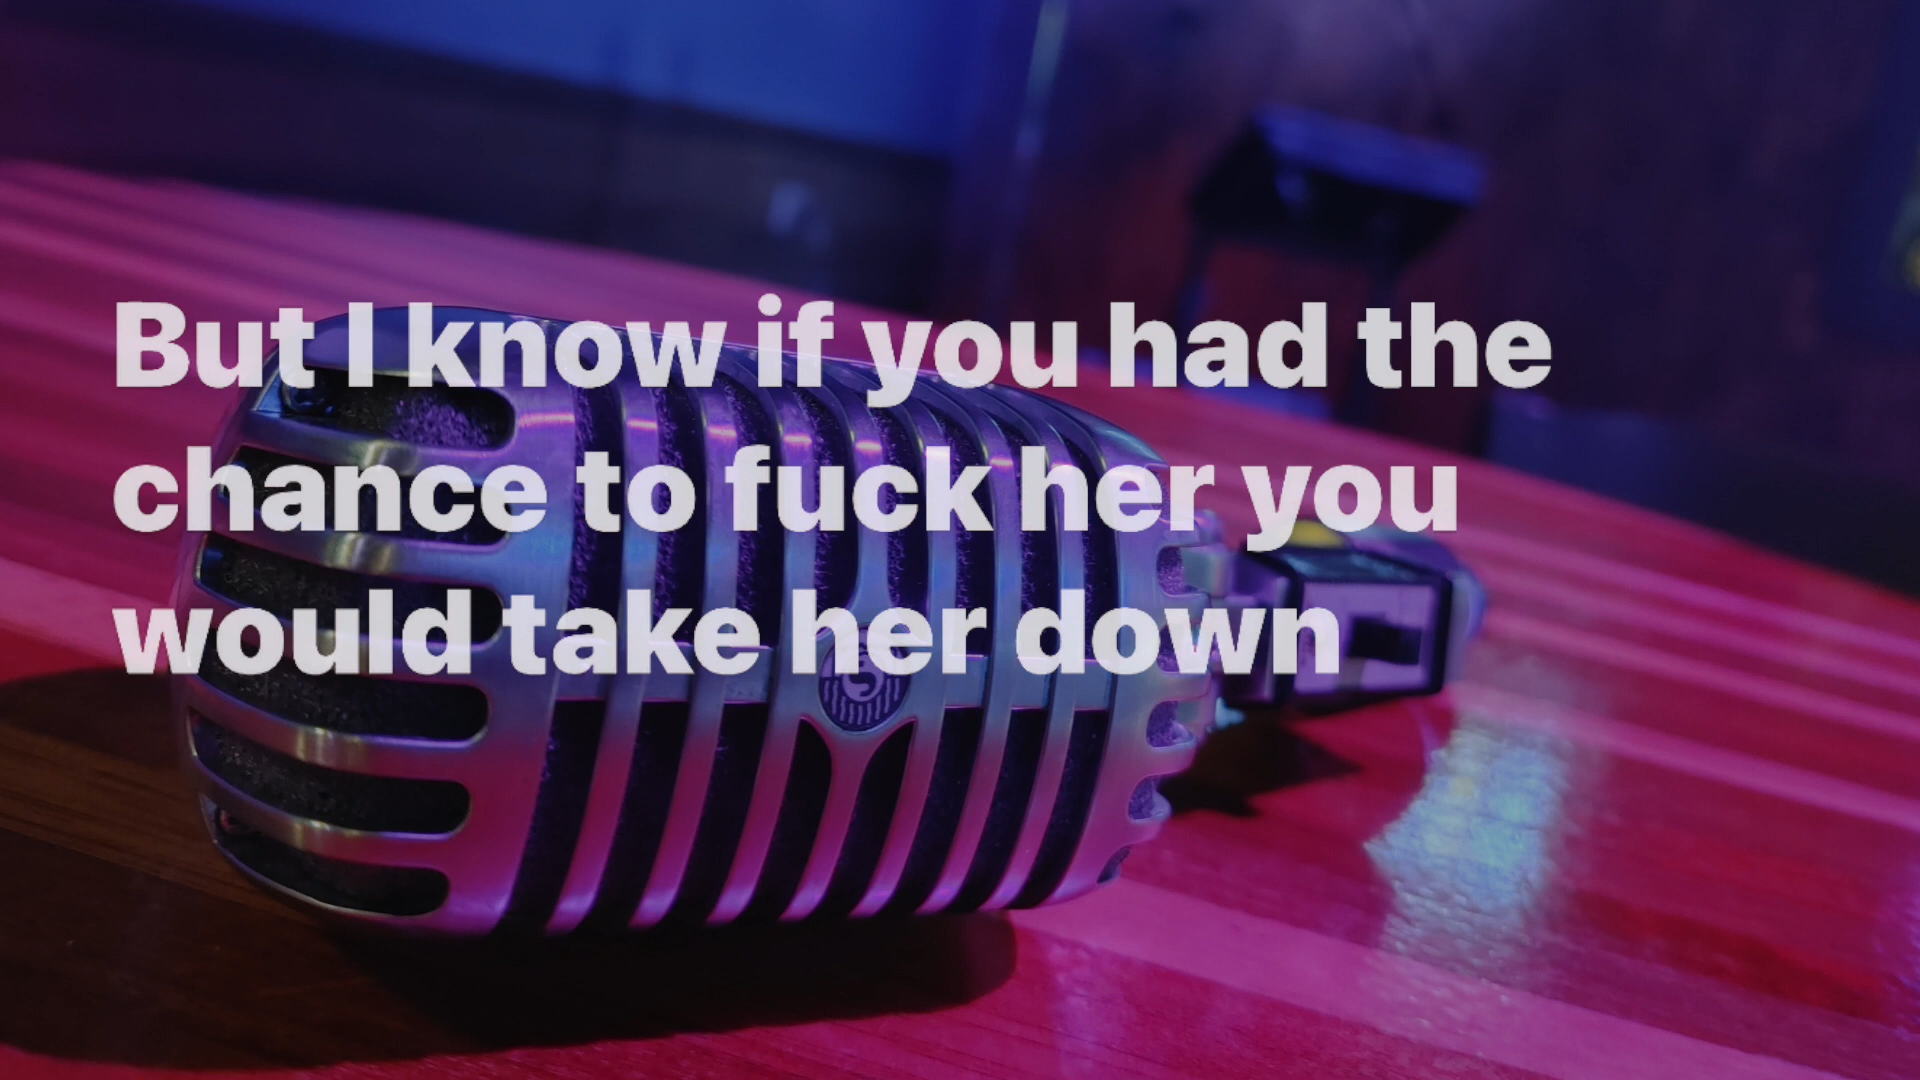 But I know if you had the
chance to fuck her you
would take her down